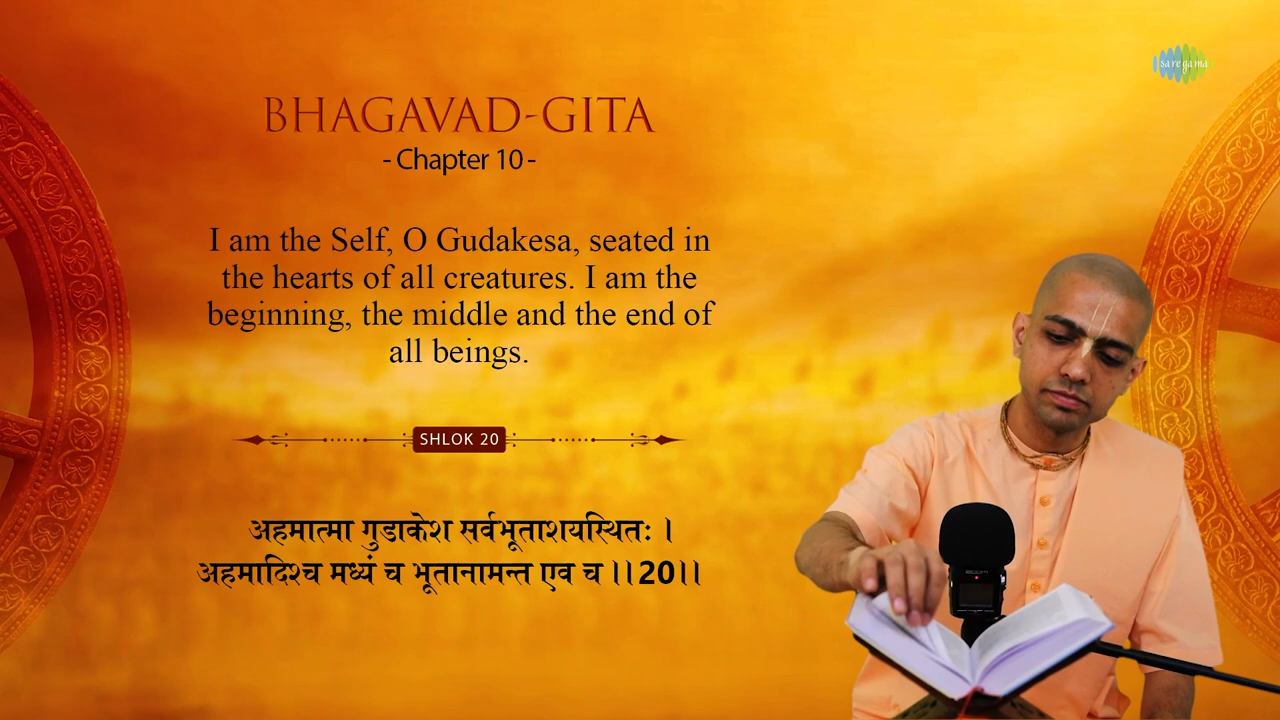 saregama
BHAGAVAD-GITA
- Chapter 10 -
I am the Self, O Gudakesa, seated in
the hearts of all creatures. I am the
beginning, the middle and the end of
all beings.
SHLOK 20
अहमात्मा गुडाकेश सर्वभूताशयस्थितः ।
अहमादिश्च मध्यं च भूतानामन्त एव च ।।20।।